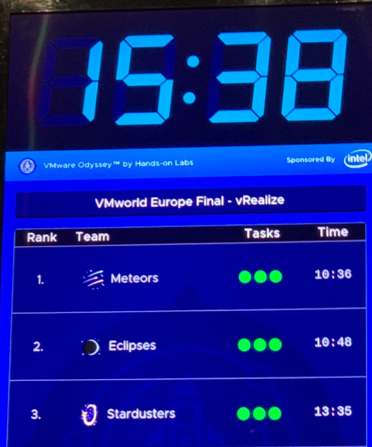 15:38
VMware Odyssey™ by Hands-on Labs Sponsored By intel
VMworld Europe Final - vRealize
Rank Team Tasks Time
1. Meteors 10:36
2. Eclipses 10:48
3. Stardusters 13:35